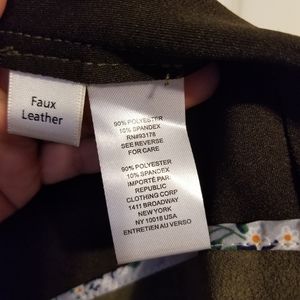 Faux
Leather
90% POLYESTER
10% SPANDEX
RN#93178
SEE REVERSE
FOR CARE
90% POLYESTER
10% SPANDEX
IMPORTÉ PAR:
REPUBLIC
CLOTHING CORP
1411 BROADWAY
NEW YORK
NY 10018 USA
ENTRETIEN AU VERSO